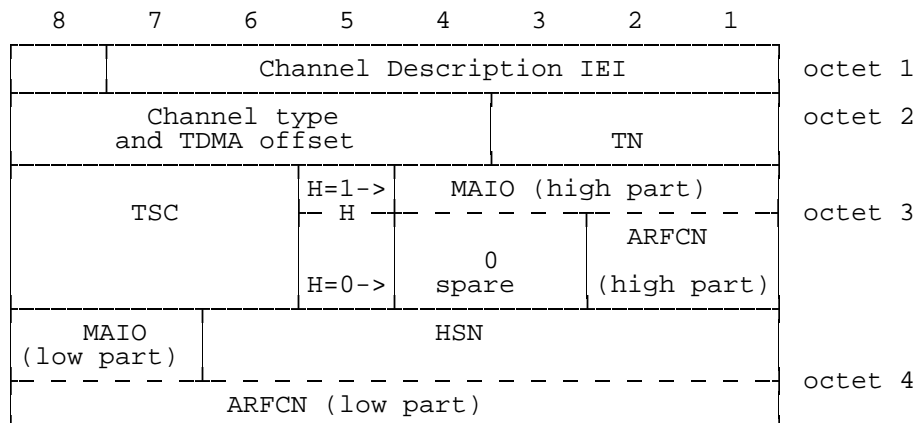 8 7 6 5 4 3 2 1
Channel Description IEI octet 1
Channel type octet 2
and TDMA offset TN
H=1-> MAIO (high part)
TSC H octet 3
ARFCN
0
H=0-> spare (high part)
MAIO HSN
(low part)
octet 4
ARFCN (low part)